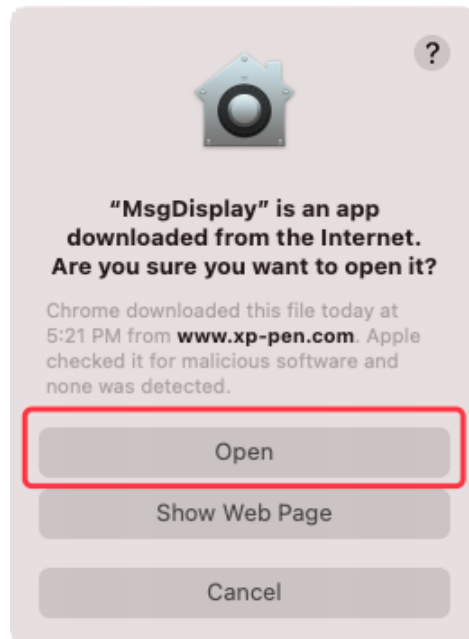 ?
“MsgDisplay” is an app
downloaded from the Internet.
Are you sure you want to open it?
Chrome downloaded this file today at
5:21 PM from www.xp-pen.com. Apple
checked it for malicious software and
none was detected.
Open
Show Web Page
Cancel